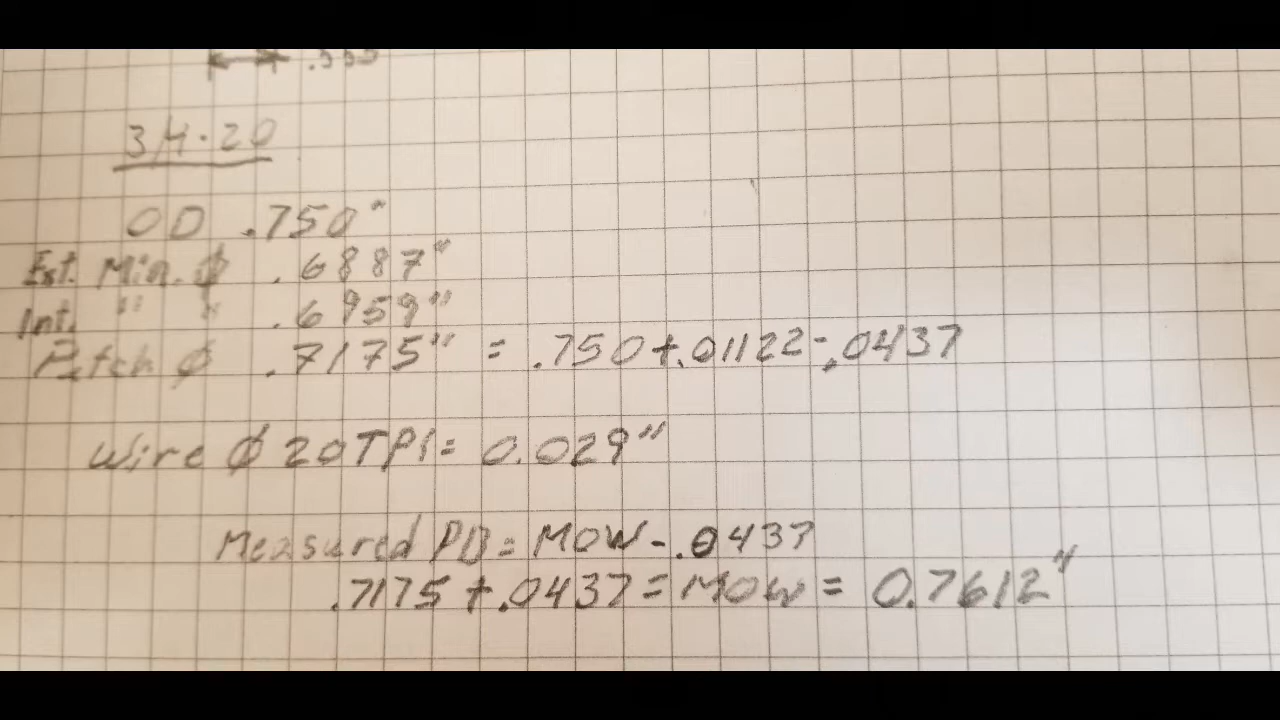 3/4-20
OD .750"
Ext. Min. Ø .6887"
Int. " " .6959"
Pitch Ø .7175" = .750+.01122-.0437
Wire Ø 20TPI= 0.029"
Measured PD= MOW-.0437
.7175+.0437=MOW= 0.7612"